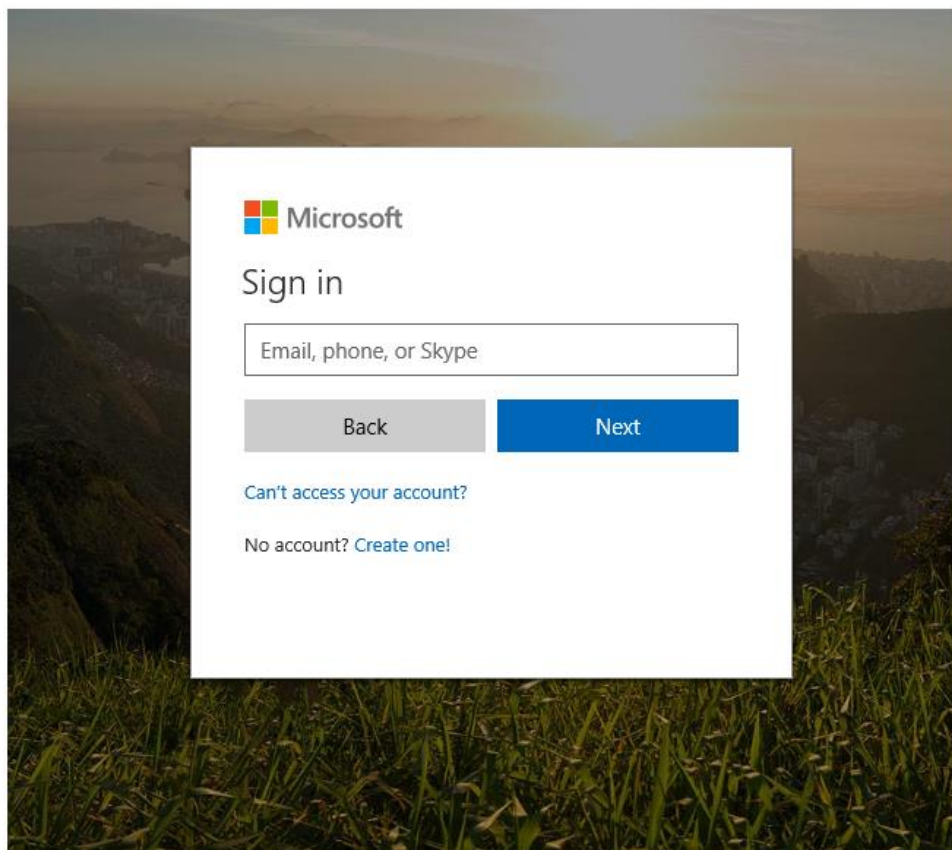 Microsoft
Sign in
Email, phone, or Skype
Back Next
Can't access your account?
No account? Create one!